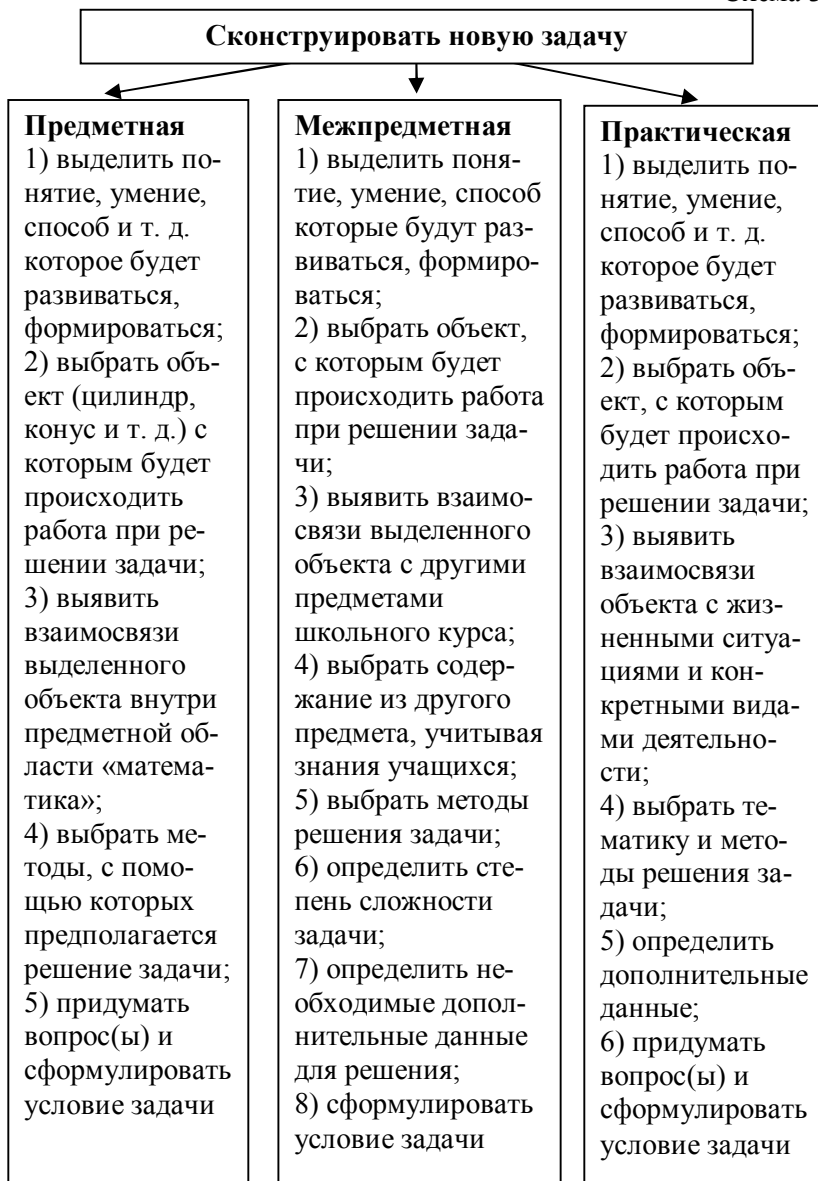 Сконструировать новую задачу
Предметная
1) выделить по-
нятие, умение,
способ и т. д.
которое будет
развиваться,
формироваться;
2) выбрать объ-
ект (цилиндр,
конус и т. д.) с
которым будет
происходить
работа при ре-
шении задачи;
3) выявить
взаимосвязи
выделенного
объекта внутри
предметной об-
ласти «матема-
тика»;
4) выбрать ме-
тоды, с помо-
щью которых
предполагается
решение задачи;
5) придумать
вопрос(ы) и
сформулировать
условие задачи
Межпредметная
1) выделить поня-
тие, умение, способ
которые будут раз-
виваться, формиро-
ваться;
2) выбрать объект,
с которым будет
происходить работа
при решении зада-
чи;
3) выявить взаимо-
связи выделенного
объекта с другими
предметами
школьного курса;
4) выбрать содер-
жание из другого
предмета, учитывая
знания учащихся;
5) выбрать методы
решения задачи;
6) определить сте-
пень сложности
задачи;
7) определить не-
обходимые допол-
нительные данные
для решения;
8) сформулировать
условие задачи
Практическая
1) выделить по-
нятие, умение,
способ и т. д.
которое будет
развиваться,
формироваться;
2) выбрать объ-
ект, с которым
будет происхо-
дить работа при
решении задачи;
3) выявить
взаимосвязи
объекта с жиз-
ненными ситуа-
циями и кон-
кретными вида-
ми деятельно-
сти;
4) выбрать те-
матику и мето-
ды решения за-
дачи;
5) определить
дополнительные
данные;
6) придумать
вопрос(ы) и
сформулировать
условие задачи